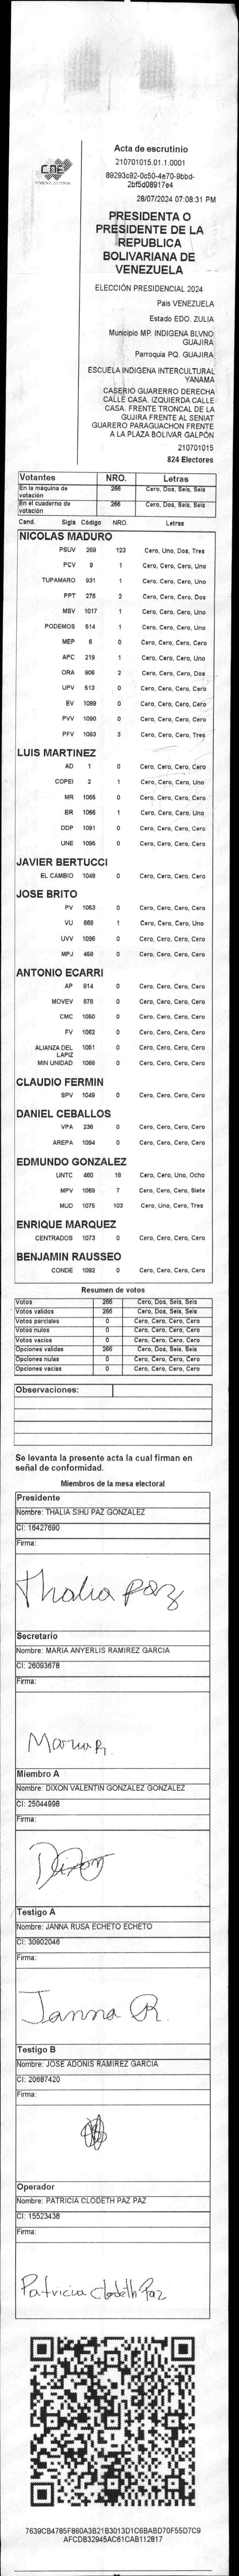 CNE
Acta de escrutinio
210701015.01.1.0001
89293c92-0c50-4e70-9bbd-
2bf5d08917e4
28/07/2024 07:08:31 PM
PRESIDENTA O
PRESIDENTE DE LA
REPUBLICA
BOLIVARIANA DE
VENEZUELA
ELECCIÓN PRESIDENCIAL 2024
Pais VENEZUELA
Estado EDO. ZULIA
Municipio MP. INDIGENA BLVNO
GUAJIRA
Parroquia PQ. GUAJIRA
ESCUELA INDIGENA INTERCULTURAL
YANAMA
CASERIO GUARERRO DERECHA
CALLE CASA. IZQUIERDA CALLE
CASA. FRENTE TRONCAL DE LA
GUJIRA FRENTE AL SENIAT
GUARERO PARAGUACHON FRENTE
A LA PLAZA BOLIVAR GALPÓN
210701015
824 Electores
Votantes NRO. Letras
En la máquina de votación 266 Cero, Dos, Seis, Seis
En el cuaderno de votación 266 Cero, Dos, Seis, Seis
Cand. Sigla Código NRO. Letras
NICOLAS MADURO
PSUV 269 123 Cero, Uno, Dos, Tres
PCV 9 1 Cero, Cero, Cero, Uno
TUPAMARO 931 1 Cero, Cero, Cero, Uno
PPT 276 2 Cero, Cero, Cero, Dos
MSV 1017 1 Cero, Cero, Cero, Uno
PODEMOS 514 1 Cero, Cero, Cero, Uno
MEP 6 0 Cero, Cero, Cero, Cero
APC 219 1 Cero, Cero, Cero, Uno
ORA 906 2 Cero, Cero, Cero, Dos
UPV 513 0 Cero, Cero, Cero, Cero
EV 1089 0 Cero, Cero, Cero, Cero
PVV 1090 0 Cero, Cero, Cero, Cero
PFV 1093 3 Cero, Cero, Cero, Tres
LUIS MARTINEZ
AD 1 0 Cero, Cero, Cero, Cero
COPEI 2 1 Cero, Cero, Cero, Uno
MR 1065 0 Cero, Cero, Cero, Cero
BR 1066 1 Cero, Cero, Cero, Uno
DDP 1091 0 Cero, Cero, Cero, Cero
UNE 1095 0 Cero, Cero, Cero, Cero
JAVIER BERTUCCI
EL CAMBIO 1048 0 Cero, Cero, Cero, Cero
JOSE BRITO
PV 1053 0 Cero, Cero, Cero, Cero
VU 868 1 Cero, Cero, Cero, Uno
UVV 1096 0 Cero, Cero, Cero, Cero
MPJ 458 0 Cero, Cero, Cero, Cero
ANTONIO ECARRI
AP 914 0 Cero, Cero, Cero, Cero
MOVEV 878 0 Cero, Cero, Cero, Cero
CMC 1050 0 Cero, Cero, Cero, Cero
FV 1062 0 Cero, Cero, Cero, Cero
ALIANZA DEL LAPIZ 1051 0 Cero, Cero, Cero, Cero
MIN UNIDAD 1068 0 Cero, Cero, Cero, Cero
CLAUDIO FERMIN
SPV 1049 0 Cero, Cero, Cero, Cero
DANIEL CEBALLOS
VPA 236 0 Cero, Cero, Cero, Cero
AREPA 1094 0 Cero, Cero, Cero, Cero
EDMUNDO GONZALEZ
UNTC 460 18 Cero, Cero, Uno, Ocho
MPV 1069 7 Cero, Cero, Cero, Siete
MUD 1075 103 Cero, Uno, Cero, Tres
ENRIQUE MARQUEZ
CENTRADOS 1073 0 Cero, Cero, Cero, Cero
BENJAMIN RAUSSEO
CONDE 1092 0 Cero, Cero, Cero, Cero
Resumen de votos
Votos 266 Cero, Dos, Seis, Seis
Votos validos 266 Cero, Dos, Seis, Seis
Votos parciales 0 Cero, Cero, Cero, Cero
Votos nulos 0 Cero, Cero, Cero, Cero
Votos vacios 0 Cero, Cero, Cero, Cero
Opciones validas 266 Cero, Dos, Seis, Seis
Opciones nulas 0 Cero, Cero, Cero, Cero
Opciones vacias 0 Cero, Cero, Cero, Cero
Observaciones:
Se levanta la presente acta la cual firman en
señal de conformidad.
Miembros de la mesa electoral
Presidente
Nombre: THALIA SIHU PAZ GONZALEZ
CI: 16427690
Firma:
Thalia paz
Secretario
Nombre: MARIA ANYERLIS RAMIREZ GARCIA
CI: 26093678
Firma:
Maria R.
Miembro A
Nombre: DIXON VALENTIN GONZALEZ GONZALEZ
CI: 25044998
Firma:
Dixon
Testigo A
Nombre: JANNA RUSA ECHETO ECHETO
CI: 30902046
Firma:
Janna R.
Testigo B
Nombre: JOSE ADONIS RAMIREZ GARCIA
CI: 20687420
Firma:
Operador
Nombre: PATRICIA CLODETH PAZ PAZ
CI: 15523438
Firma:
Patricia Clodeth Paz
7639CB4785F860A3B21B3013D1C6BABD70F55D7C9
AFCDB32945AC61CAB112817